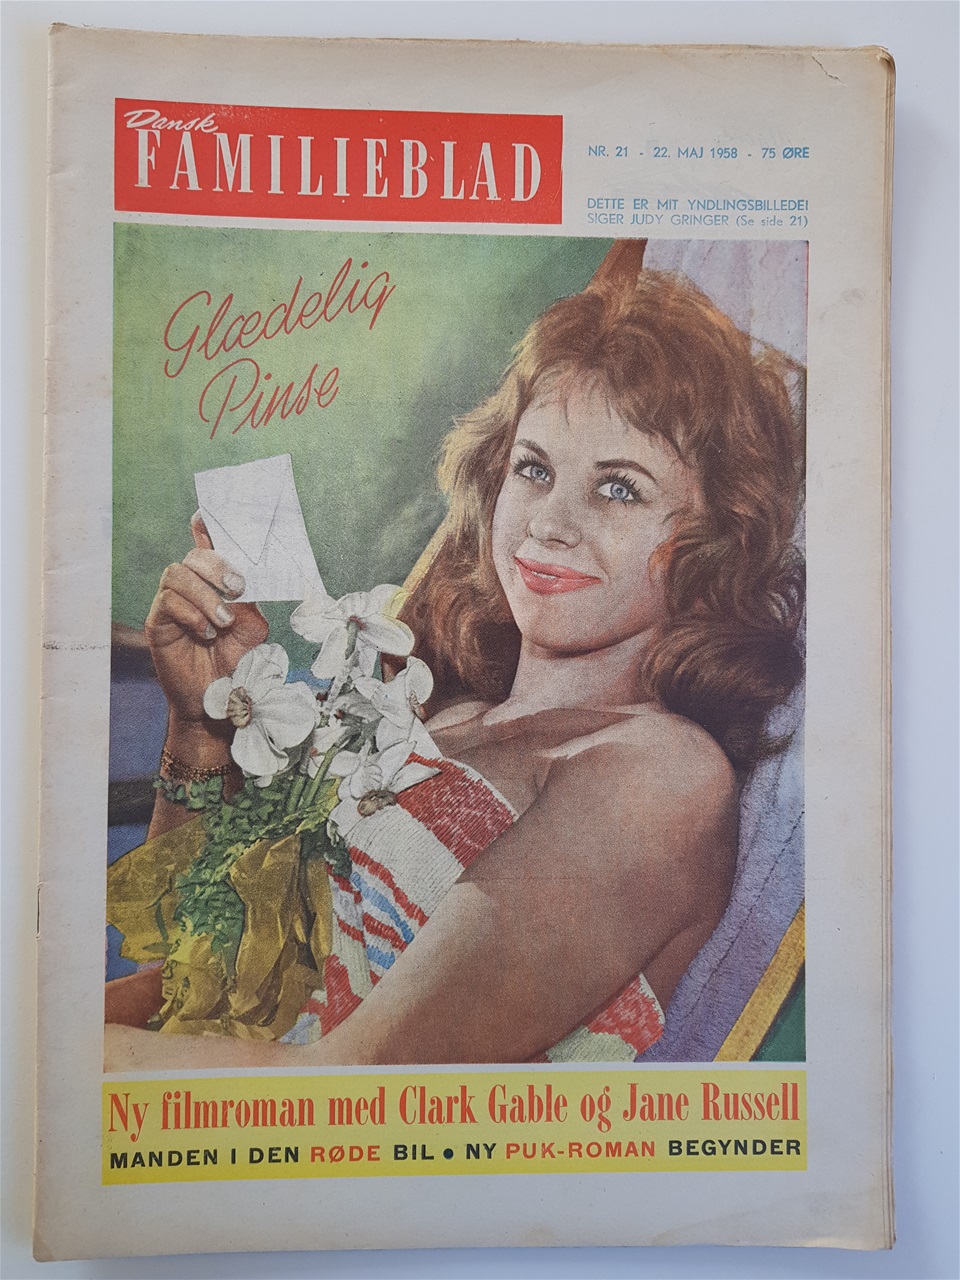 Dansk
FAMILIEBLAD
NR. 21 - 22. MAJ 1958 - 75 ØRE
DETTE ER MIT YNDLINGSBILLEDE!
SIGER JUDY GRINGER (Se side 21)
Glædelig
Pinse
Ny filmroman med Clark Gable og Jane Russell
MANDEN I DEN RØDE BIL • NY PUK-ROMAN BEGYNDER